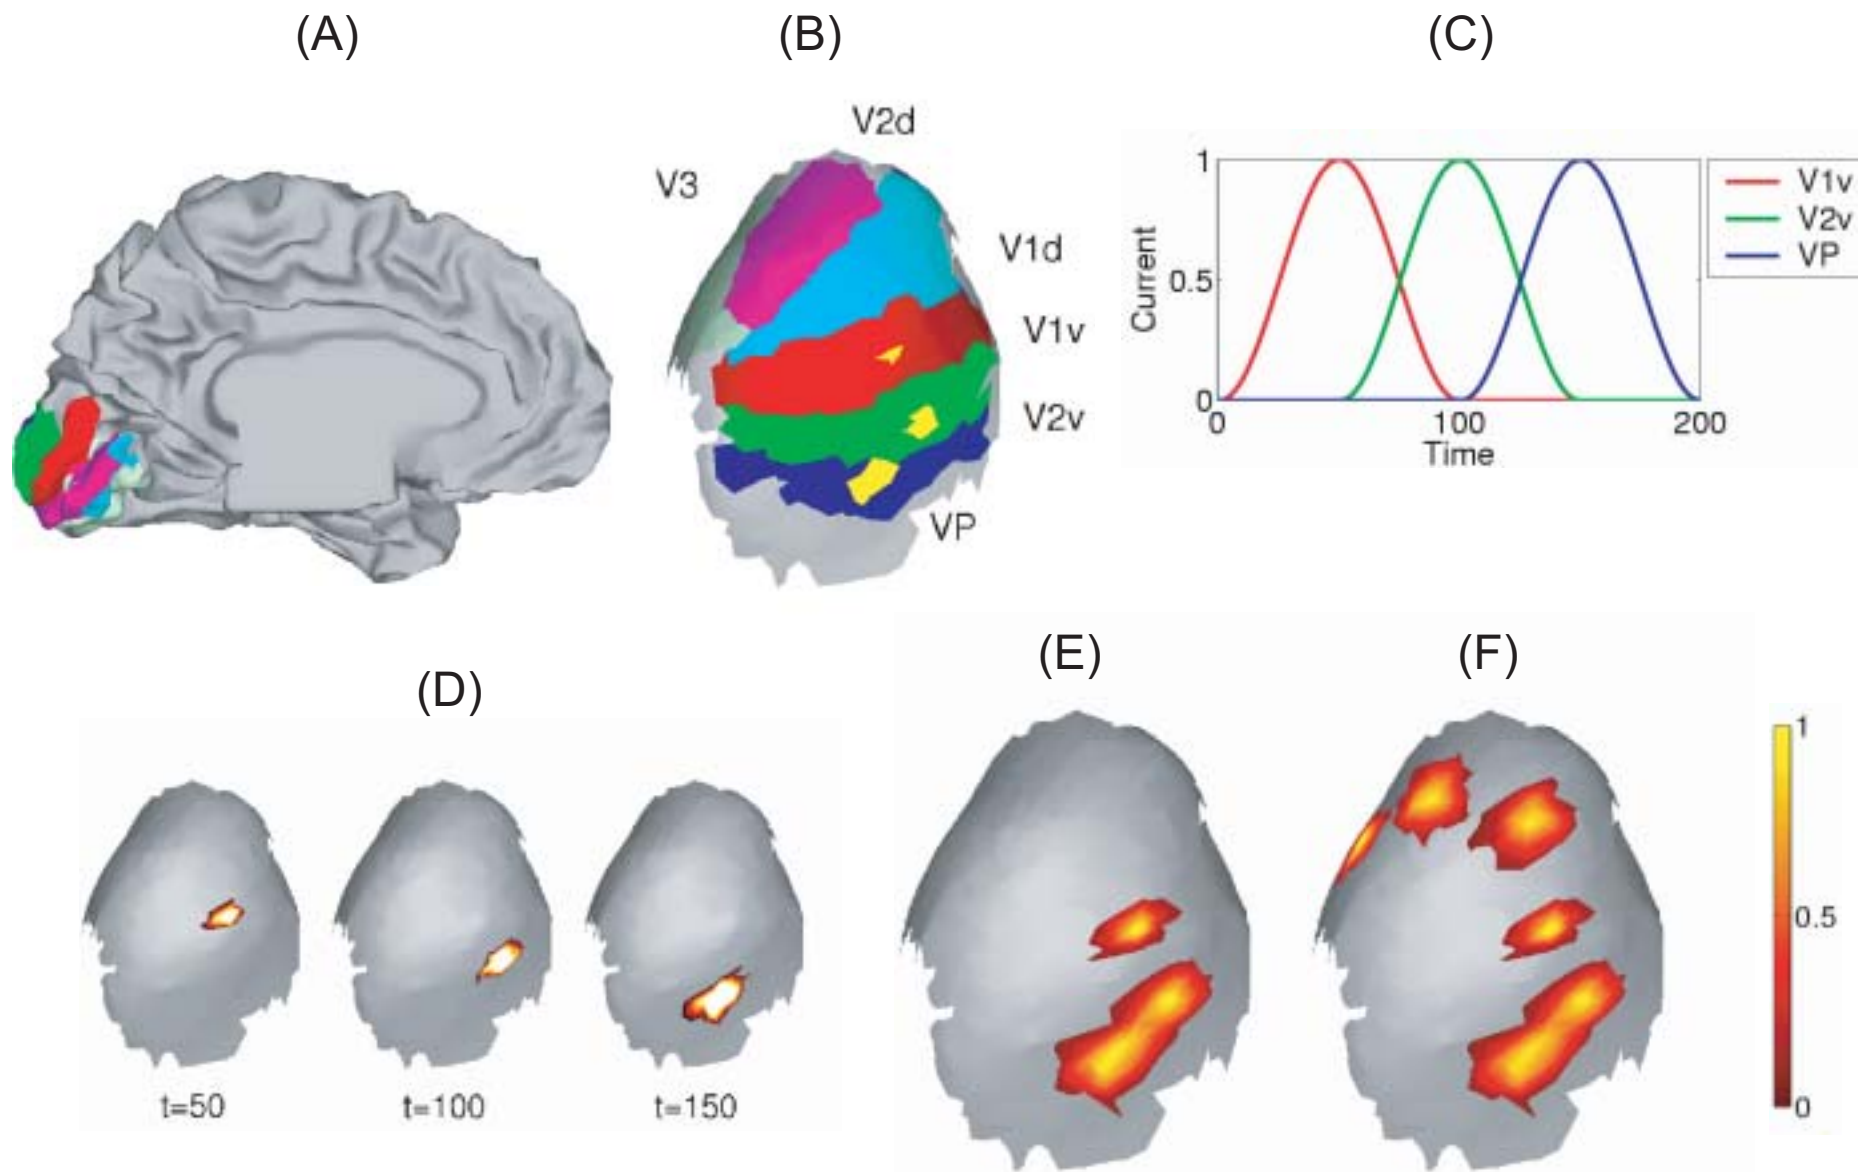 (A)
(B)
(C)
V2d
V3
V1d
V1v
V2v
VP
1
0.5
0
Current
0
100
200
Time
V1v
V2v
VP
(D)
t=50
t=100
t=150
(E)
(F)
1
0.5
0